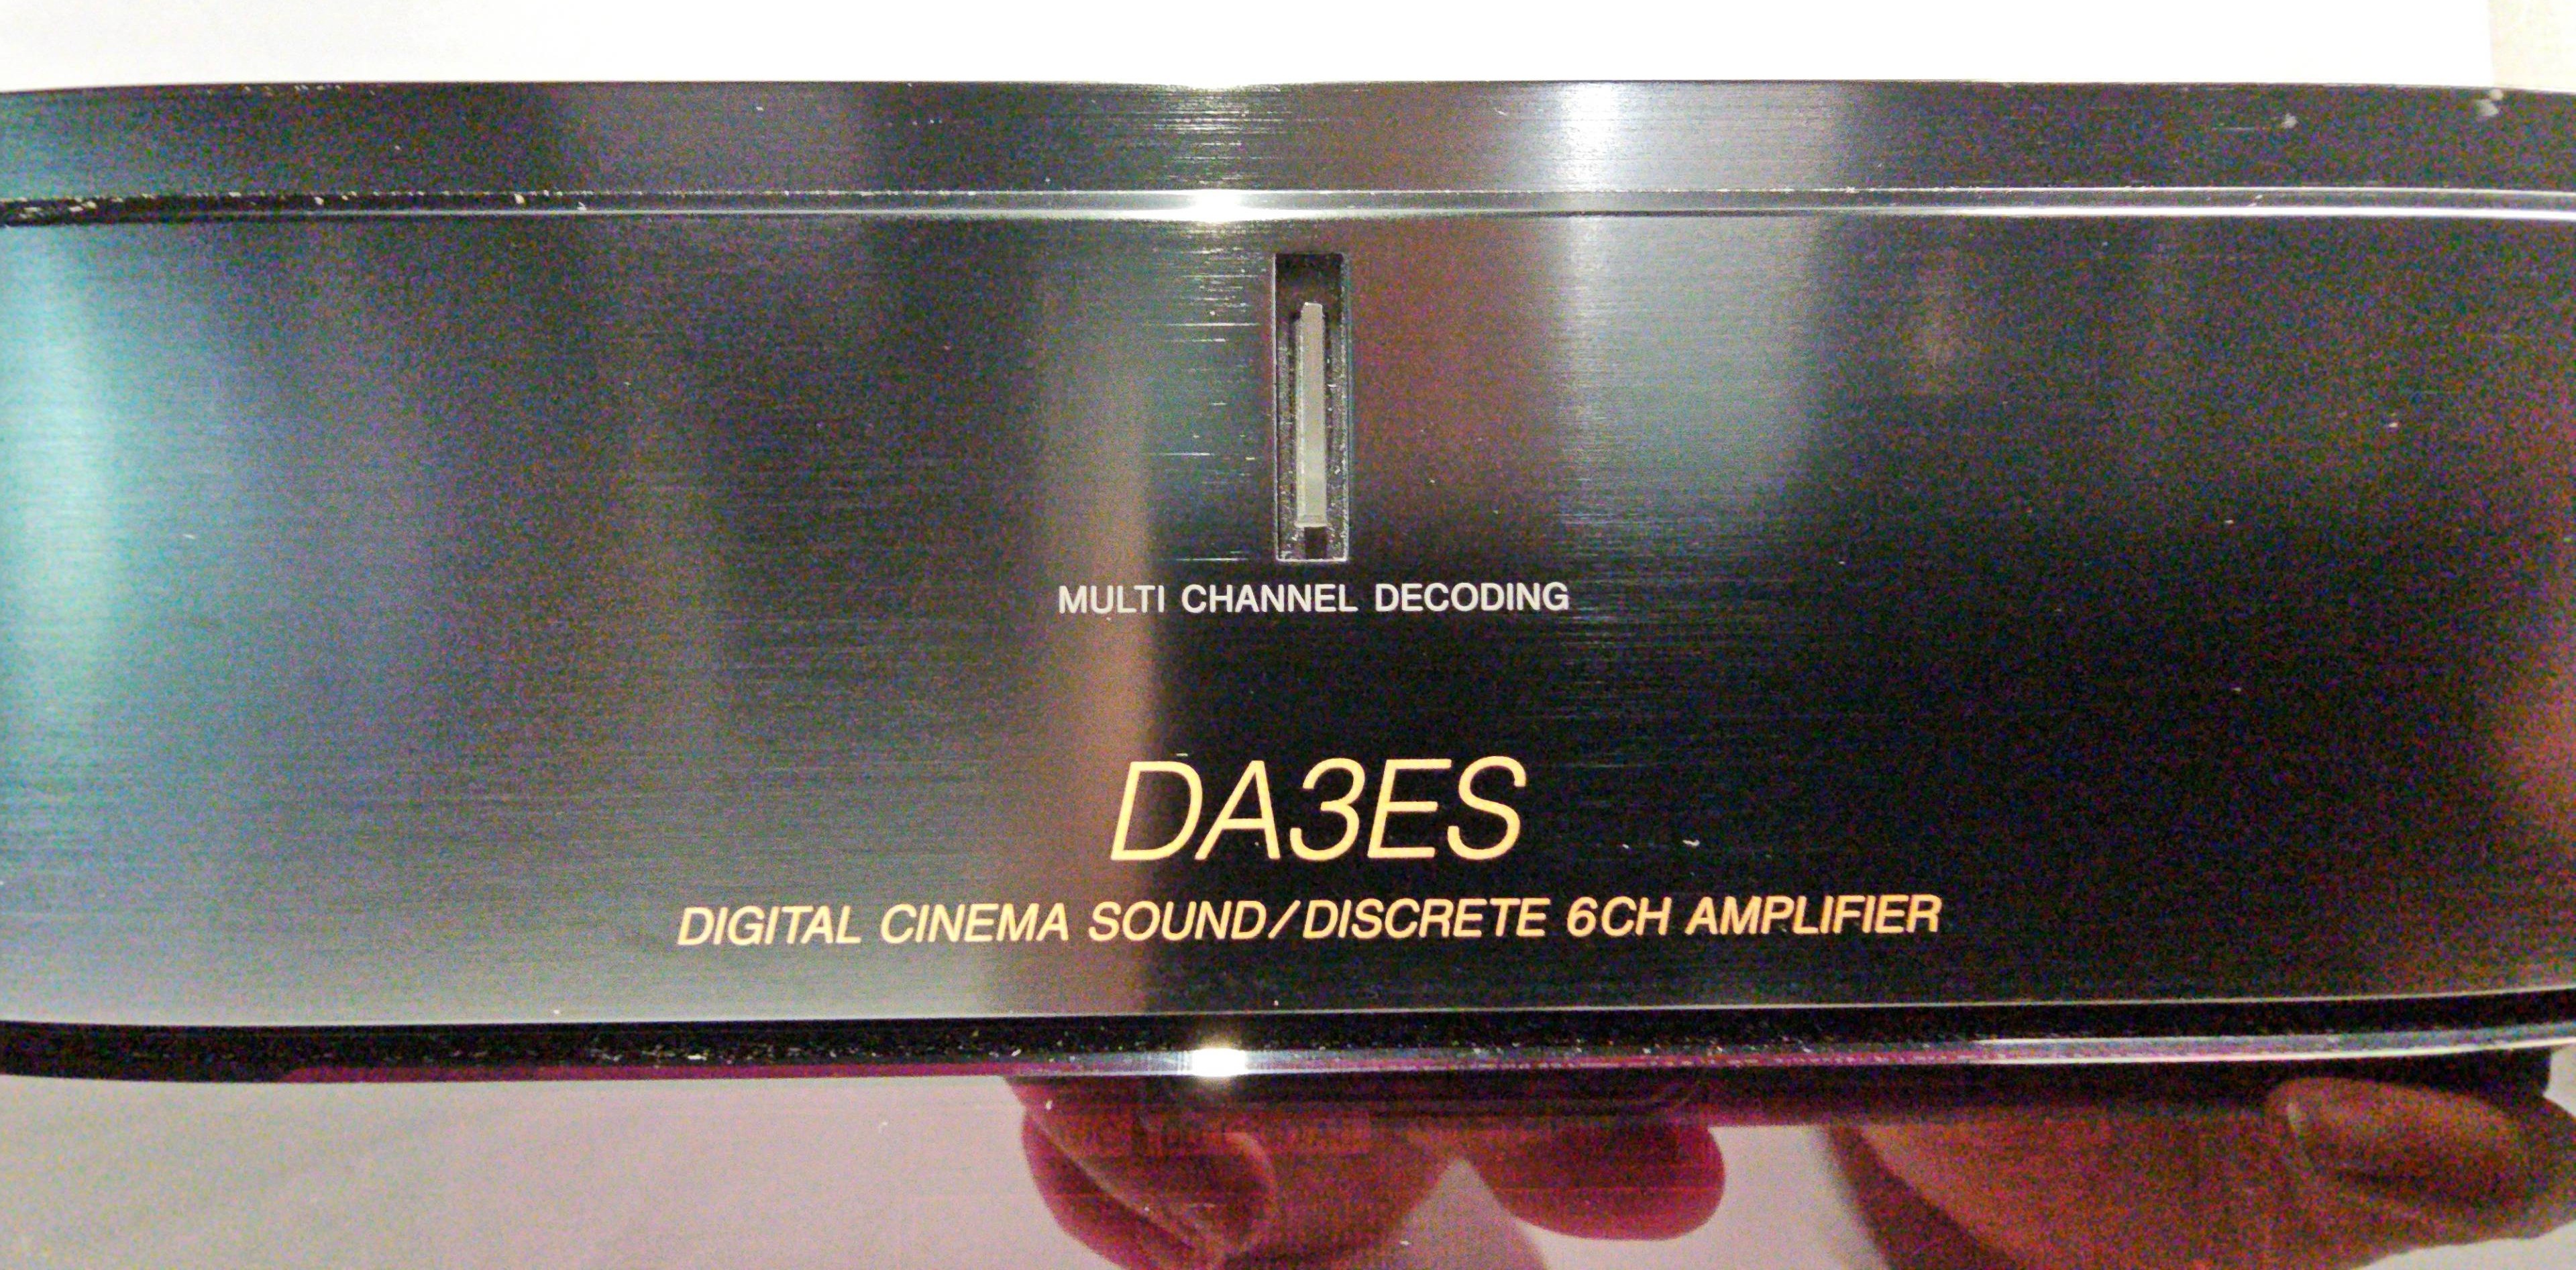 MULTI CHANNEL DECODING
DA3ES
DIGITAL CINEMA SOUND/DISCRETE 6CH AMPLIFIER